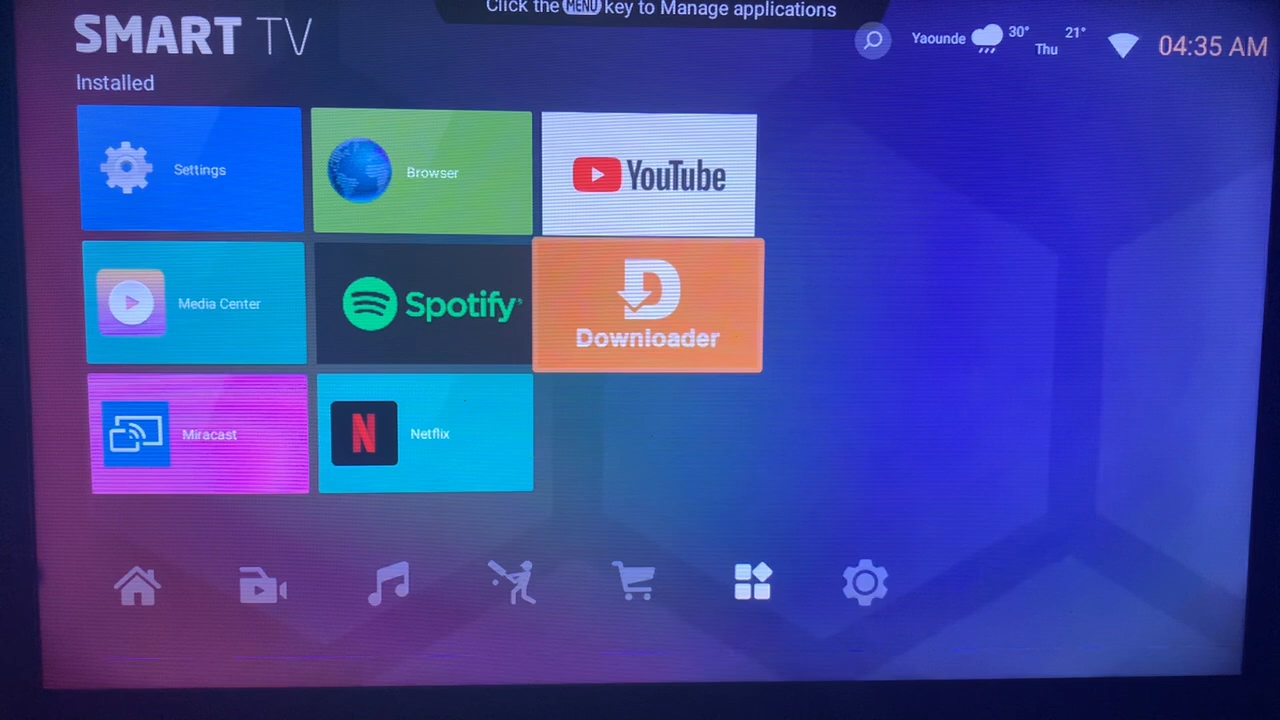 Click the MENU key to Manage applications
SMART TV
Yaounde
30°
Thu
21°
04:35 AM
Installed
Settings
Browser
YouTube
Media Center
Spotify
D
Downloader
Miracast
N
Netflix